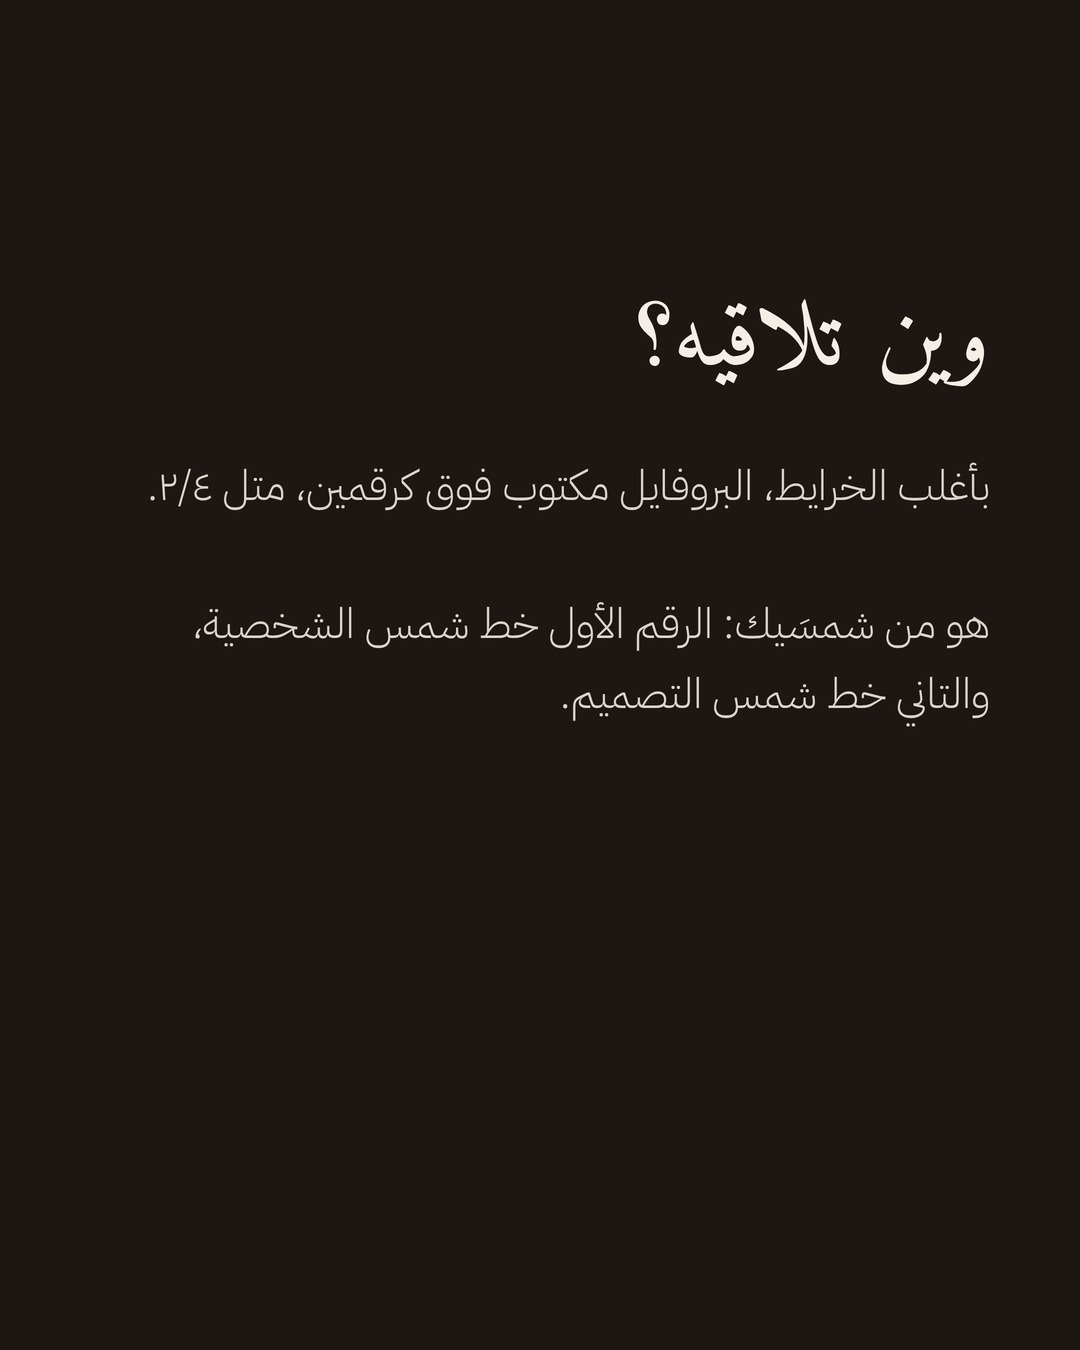 وين تلاقيه؟
بأغلب الخرايط، البروفايل مكتوب فوق كرقمين، متل ٢/٤.
هو من شمسَيك: الرقم الأول خط شمس الشخصية،
والتاني خط شمس التصميم.